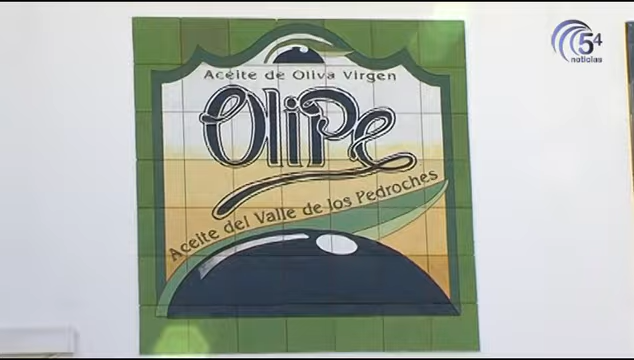 54
noticias
Aceite de Oliva Virgen
OliPe
Aceite del Valle de los Pedroches